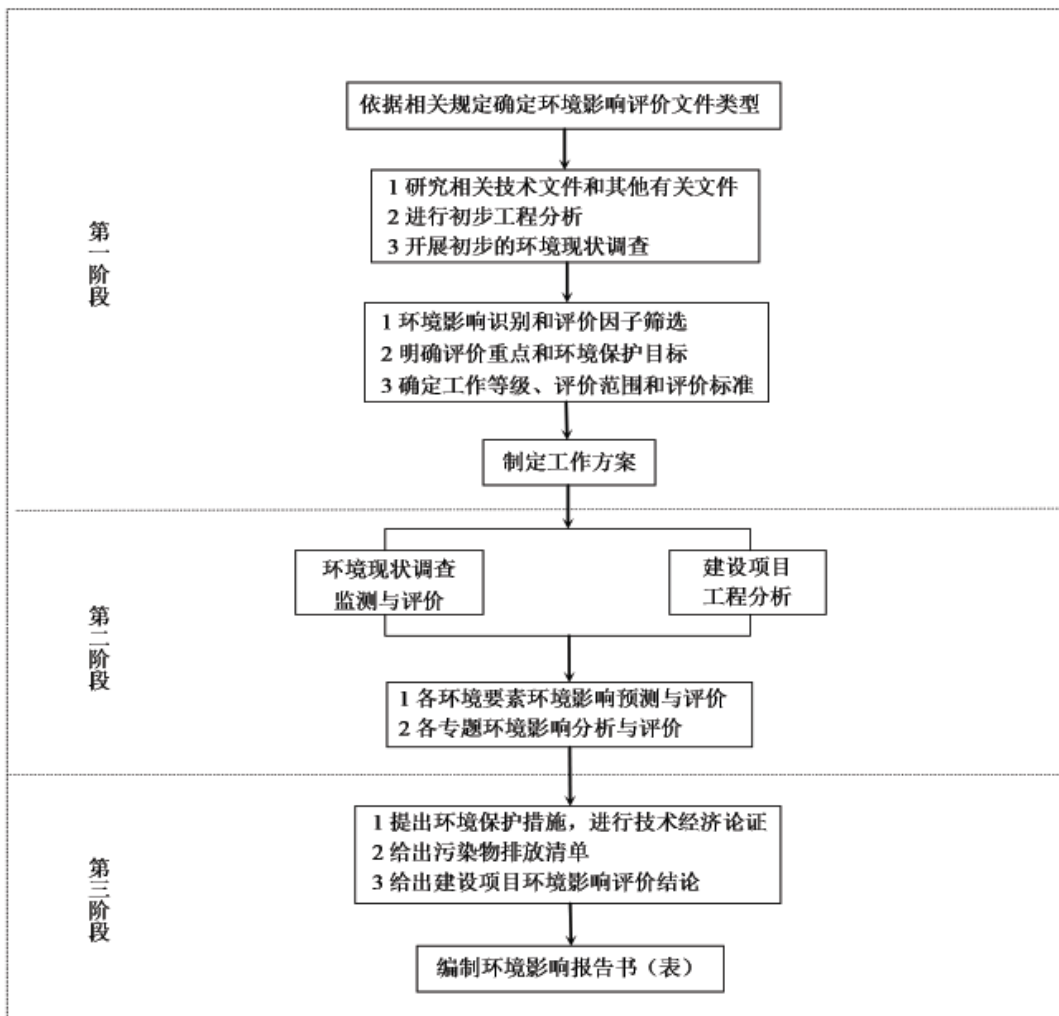 依据相关规定确定环境影响评价文件类型
1 研究相关技术文件和其他有关文件
2 进行初步工程分析
3 开展初步的环境现状调查
第一阶段
1 环境影响识别和评价因子筛选
2 明确评价重点和环境保护目标
3 确定工作等级、评价范围和评价标准
制定工作方案
环境现状调查
监测与评价
建设项目
工程分析
第二阶段
1 各环境要素环境影响预测与评价
2 各专题环境影响分析与评价
1 提出环境保护措施，进行技术经济论证
2 给出污染物排放清单
3 给出建设项目环境影响评价结论
第三阶段
编制环境影响报告书（表）